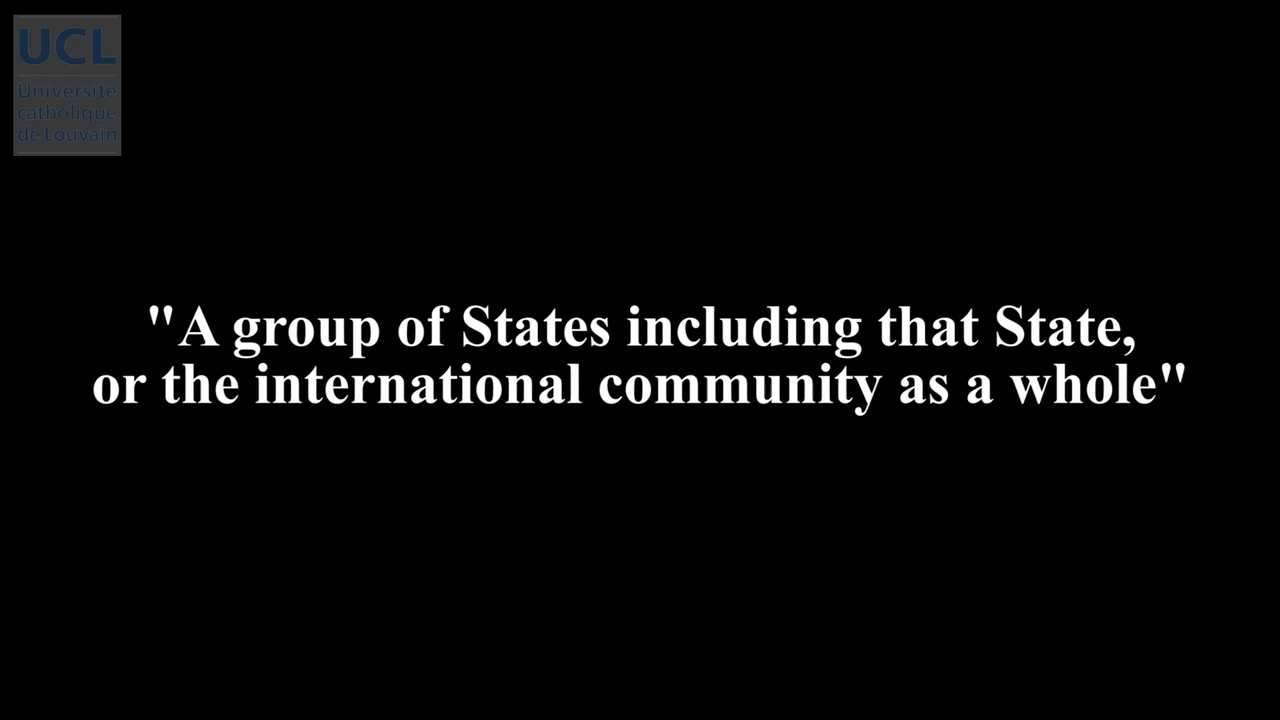 UCL
Université
catholique
de Louvain
"A group of States including that State,
or the international community as a whole"